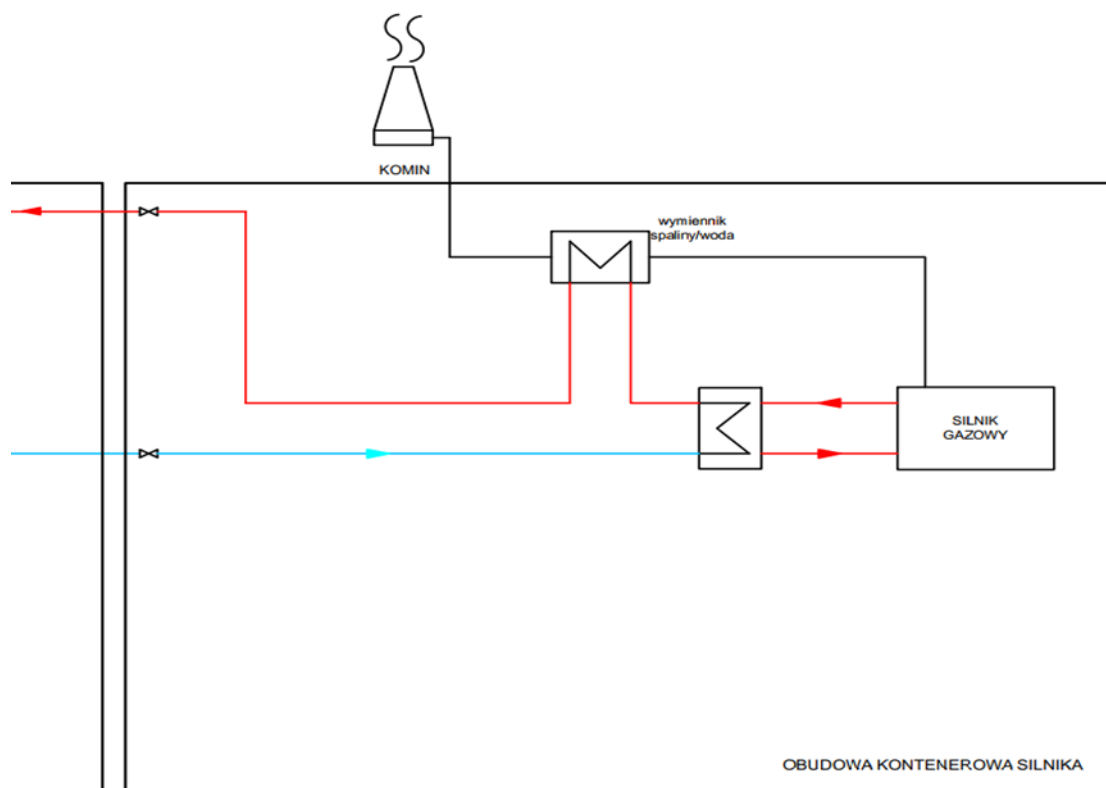 KOMIN
wymiennik
spaliny/woda
SILNIK
GAZOWY
OBUDOWA KONTENEROWA SILNIKA